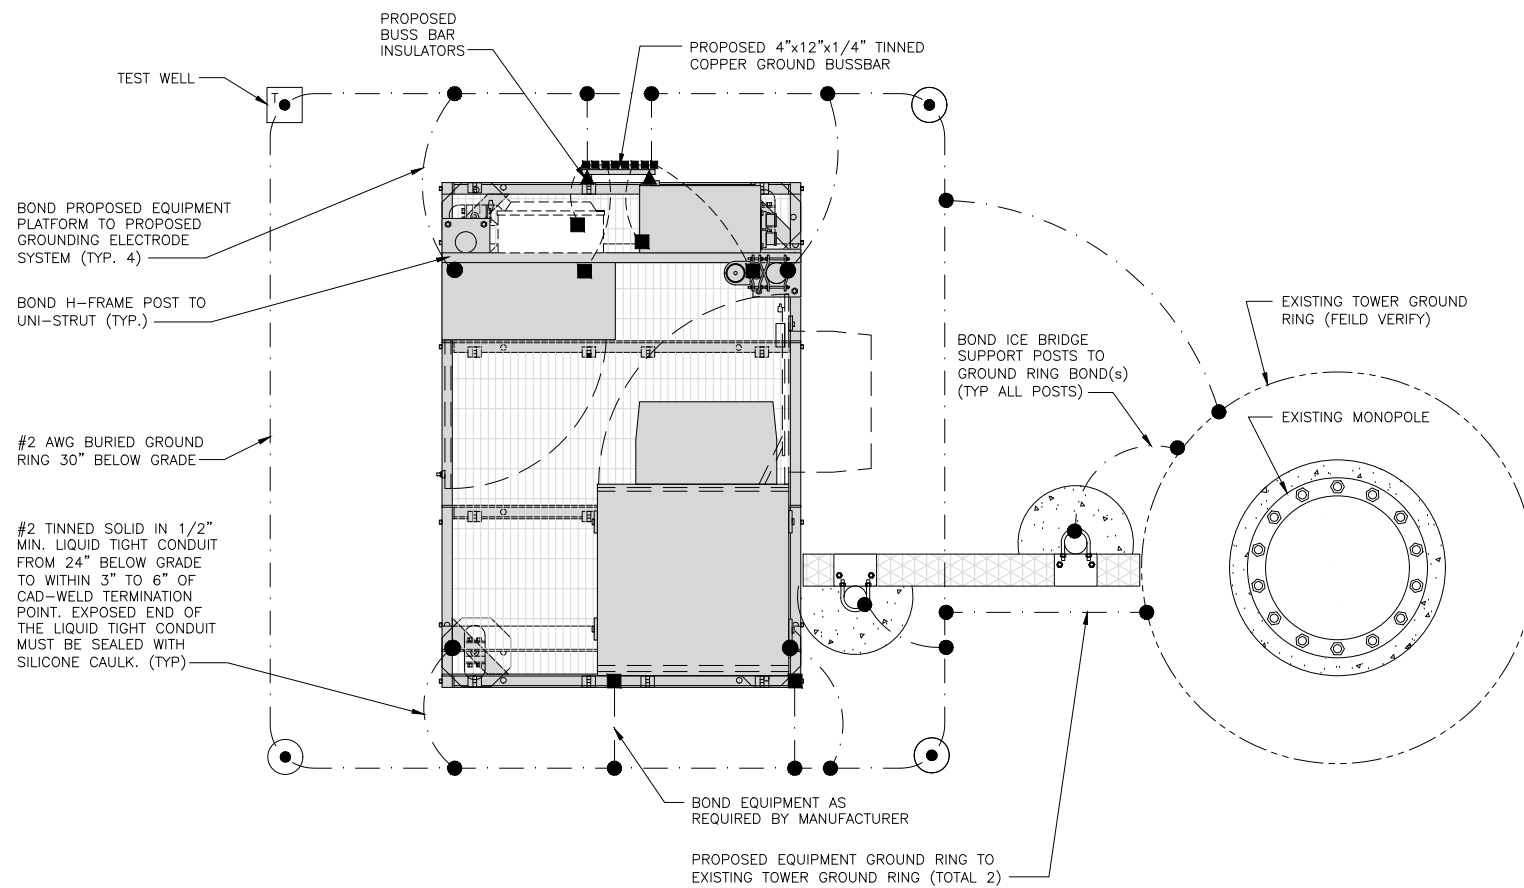 PROPOSED
BUSS BAR
INSULATORS
PROPOSED 4"x12"x1/4" TINNED
COPPER GROUND BUSSBAR
TEST WELL
T
BOND PROPOSED EQUIPMENT
PLATFORM TO PROPOSED
GROUNDING ELECTRODE
SYSTEM (TYP. 4)
BOND H-FRAME POST TO
UNI-STRUT (TYP.)
EXISTING TOWER GROUND
RING (FEILD VERIFY)
BOND ICE BRIDGE
SUPPORT POSTS TO
GROUND RING BOND(s)
(TYP ALL POSTS)
EXISTING MONOPOLE
#2 AWG BURIED GROUND
RING 30" BELOW GRADE
#2 TINNED SOLID IN 1/2"
MIN. LIQUID TIGHT CONDUIT
FROM 24" BELOW GRADE
TO WITHIN 3" TO 6" OF
CAD-WELD TERMINATION
POINT. EXPOSED END OF
THE LIQUID TIGHT CONDUIT
MUST BE SEALED WITH
SILICONE CAULK. (TYP)
BOND EQUIPMENT AS
REQUIRED BY MANUFACTURER
PROPOSED EQUIPMENT GROUND RING TO
EXISTING TOWER GROUND RING (TOTAL 2)